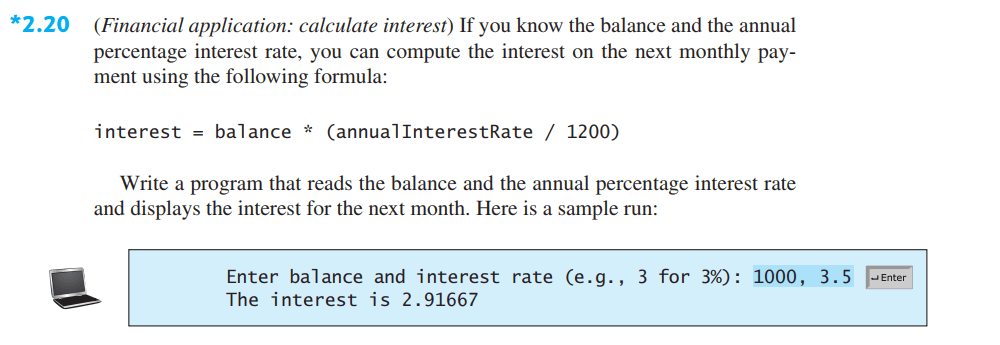 *2.20 (Financial application: calculate interest) If you know the balance and the annual
percentage interest rate, you can compute the interest on the next monthly pay-
ment using the following formula:
interest = balance * (annualInterestRate / 1200)
Write a program that reads the balance and the annual percentage interest rate
and displays the interest for the next month. Here is a sample run:
Enter balance and interest rate (e.g., 3 for 3%): 1000, 3.5 ↵Enter
The interest is 2.91667